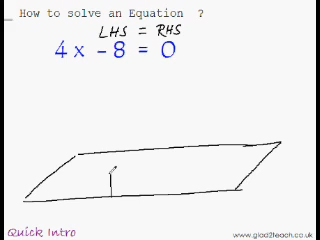 How to solve an Equation ?
LHS = RHS
4x - 8 = 0
Quick Intro
www.glad2teach.co.uk